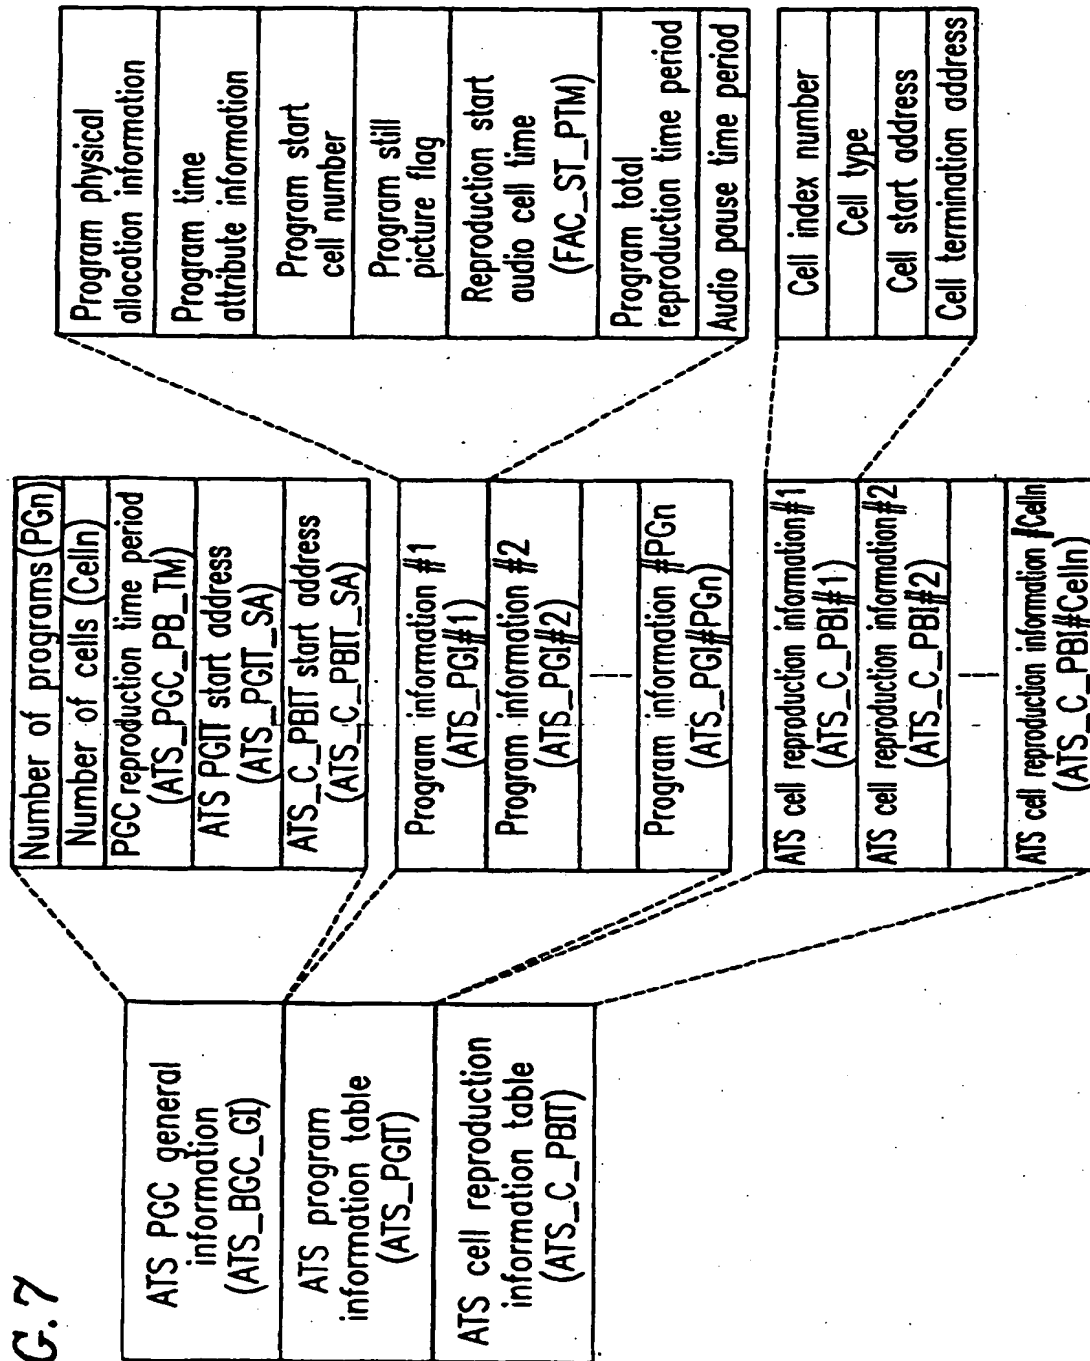 G. 7
ATS PGC general
information
(ATS_BGC_GI)
ATS program
information table
(ATS_PGIT)
ATS cell reproduction
information table
(ATS_C_PBIT)
Number of programs (PGn)
Number of cells (Celln)
PGC reproduction time period
(ATS_PGC_PB_TM)
ATS PGIT start address
(ATS_PGIT_SA)
ATS_C_PBIT start address
(ATS_C_PBIT_SA)
Program information #1
(ATS_PGI#1)
Program information #2
(ATS_PGI#2)
Program information #PGn
(ATS_PGI#PGn)
ATS cell reproduction information#1
(ATS_C_PBI#1)
ATS cell reproduction information#2
(ATS_C_PBI#2)
ATS cell reproduction information #Celln
(ATS_C_PBI#Celln)
Program physical
allocation information
Program time
attribute information
Program start
cell number
Program still
picture flag
Reproduction start
audio cell time
(FAC_ST_PTM)
Program total
reproduction time period
Audio pause time period
Cell index number
Cell type
Cell start address
Cell termination address